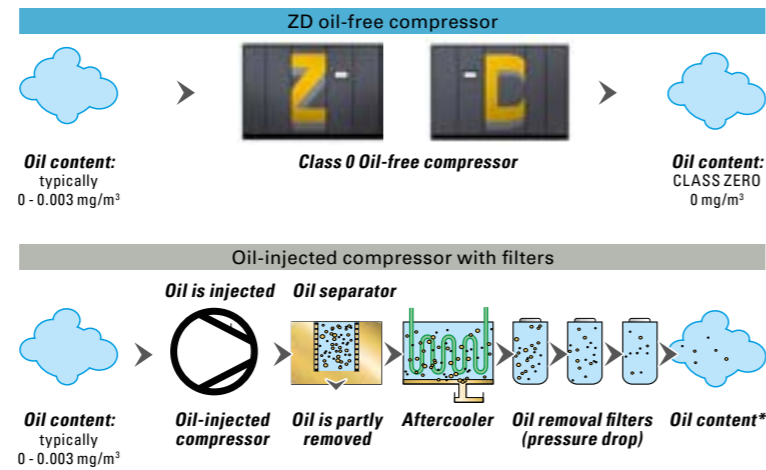 ZD oil-free compressor
Z
D
Oil content:
typically
0 - 0.003 mg/m³
Class 0 Oil-free compressor
Oil content:
CLASS ZERO
0 mg/m³
Oil-injected compressor with filters
Oil is injected
Oil separator
Oil content:
typically
0 - 0.003 mg/m³
Oil-injected
compressor
Oil is partly
removed
Aftercooler
Oil removal filters
(pressure drop)
Oil content*